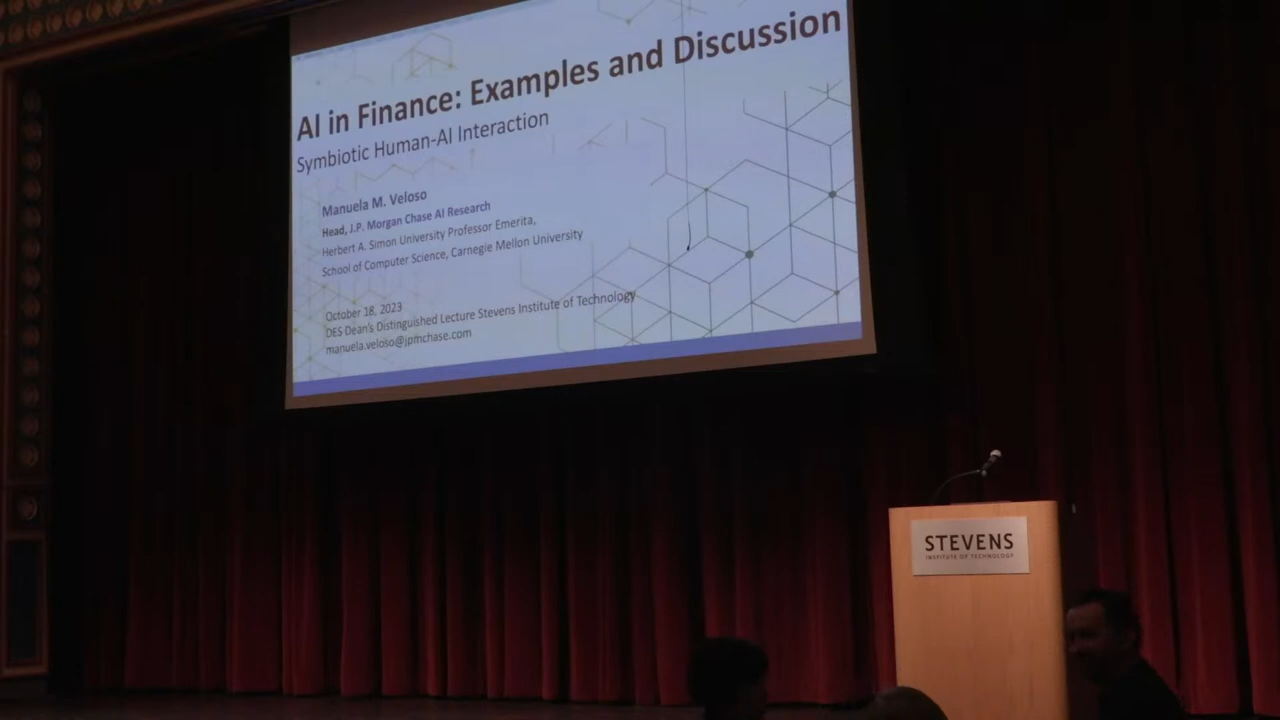 AI in Finance: Examples and Discussion
Symbiotic Human-AI Interaction
Manuela M. Veloso
Head, J.P. Morgan Chase AI Research
Herbert A. Simon University Professor Emerita,
School of Computer Science, Carnegie Mellon University
October 18, 2023
DES Dean's Distinguished Lecture Stevens Institute of Technology
manuela.veloso@jpmchase.com
STEVENS
INSTITUTE OF TECHNOLOGY